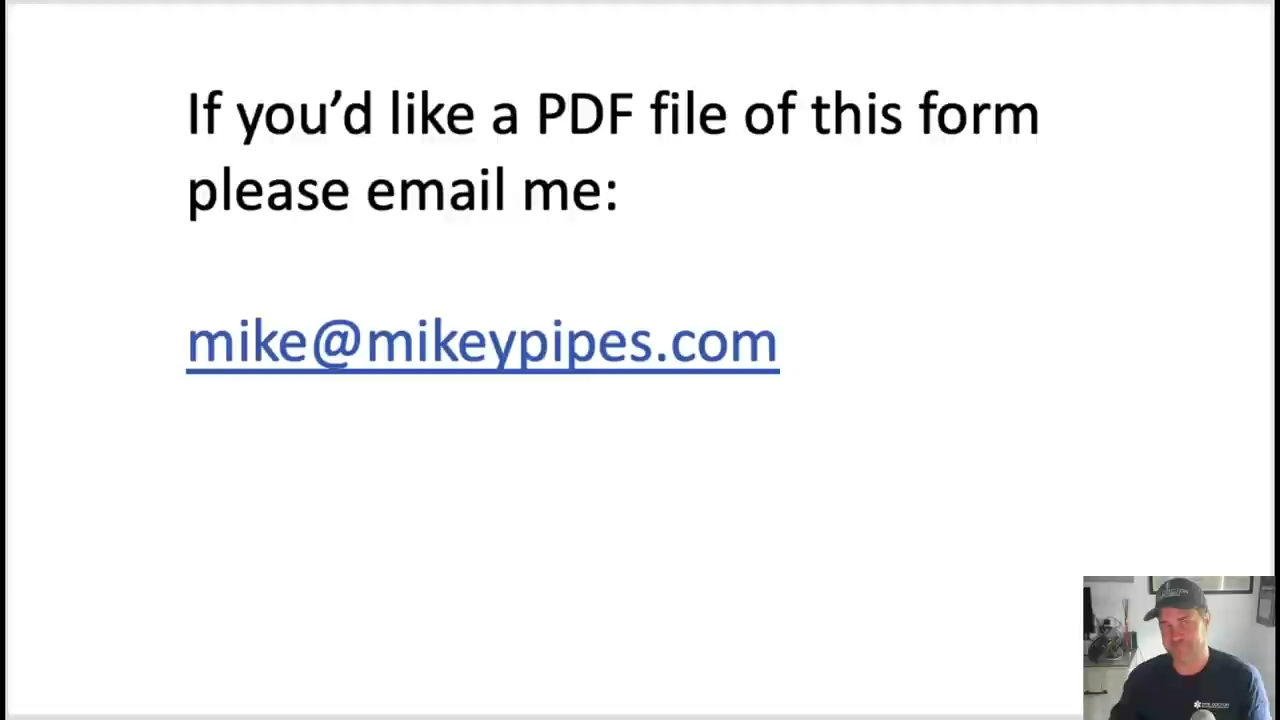 If you’d like a PDF file of this form
please email me:
mike@mikeypipes.com